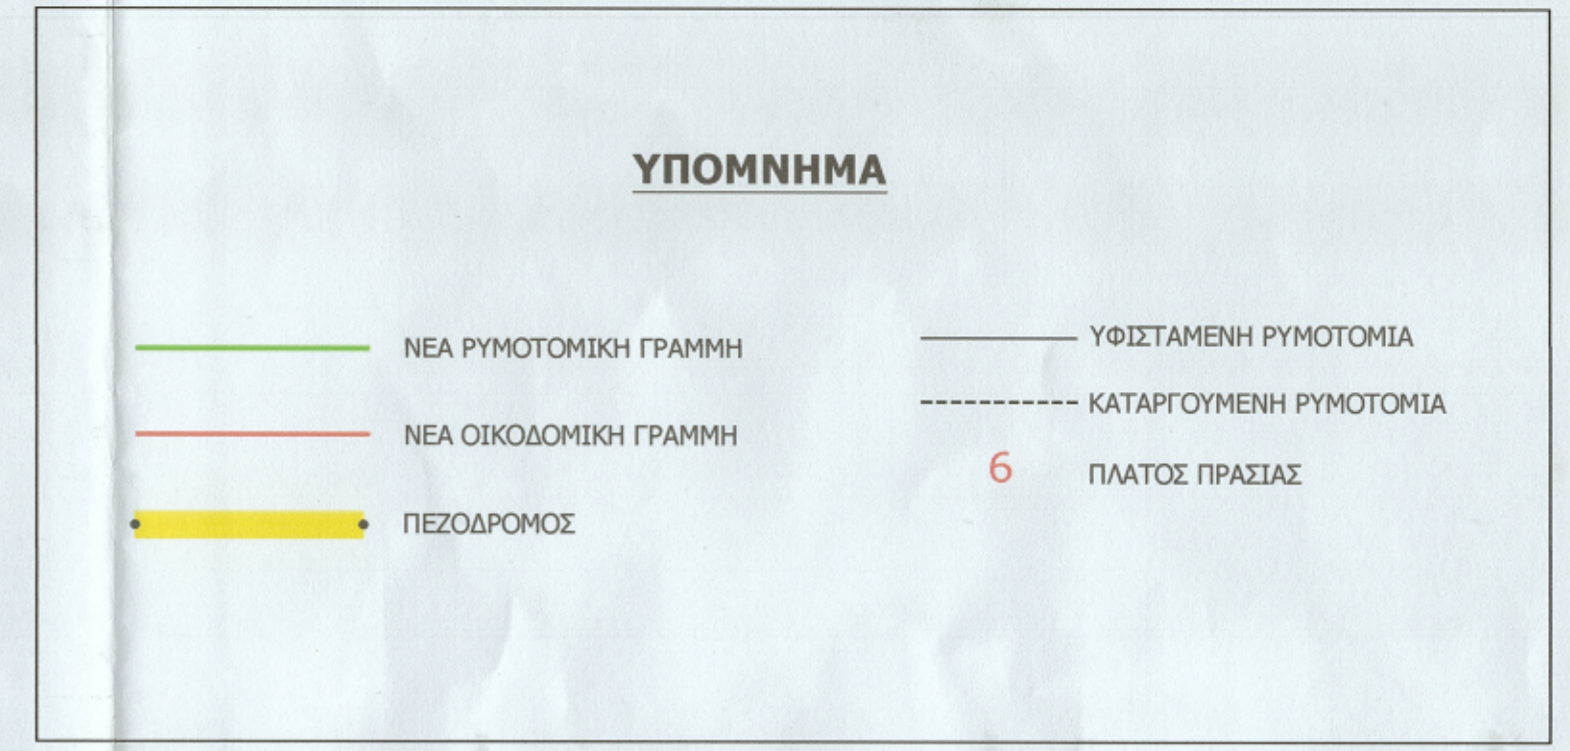 ΥΠΟΜΝΗΜΑ
ΝΕΑ ΡΥΜΟΤΟΜΙΚΗ ΓΡΑΜΜΗ
ΝΕΑ ΟΙΚΟΔΟΜΙΚΗ ΓΡΑΜΜΗ
ΠΕΖΟΔΡΟΜΟΣ
ΥΦΙΣΤΑΜΕΝΗ ΡΥΜΟΤΟΜΙΑ
ΚΑΤΑΡΓΟΥΜΕΝΗ ΡΥΜΟΤΟΜΙΑ
6 ΠΛΑΤΟΣ ΠΡΑΣΙΑΣ